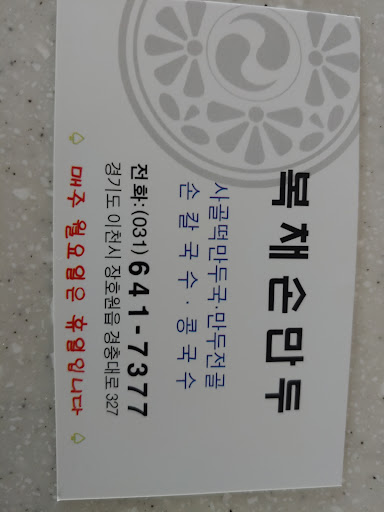 복채손만두
사골떡만두국·만두전골
손 칼 국 수 · 콩 국 수
전화: (031) 641-7377
경기도 이천시 장호원읍 경충대로 327
매주 월요일은 휴일입니다